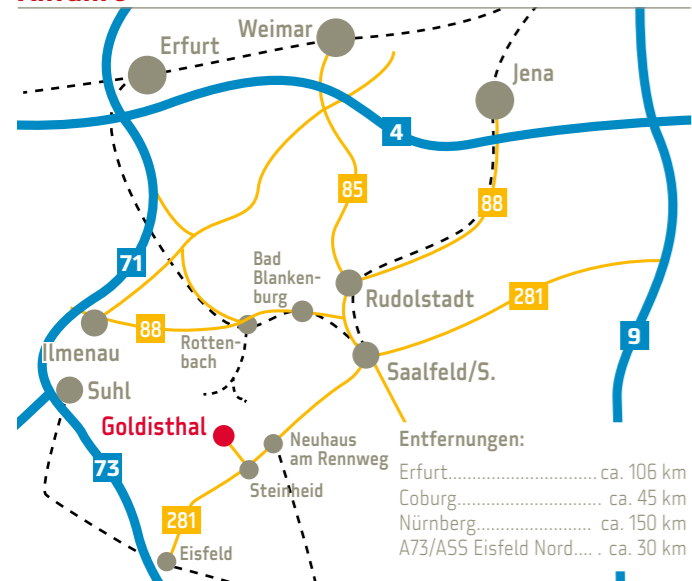 Weimar
Erfurt
Jena
4
85
88
71
Bad
Blanken-
burg
Rudolstadt
281
88
9
Ilmenau
Rotten-
bach
Saalfeld/S.
Suhl
Goldisthal
Neuhaus
am Rennweg
73
Steinheid
281
Eisfeld
Entfernungen:
Erfurt............................. ca. 106 km
Coburg............................ ca. 45 km
Nürnberg....................... ca. 150 km
A73/AS5 Eisfeld Nord.... . ca. 30 km